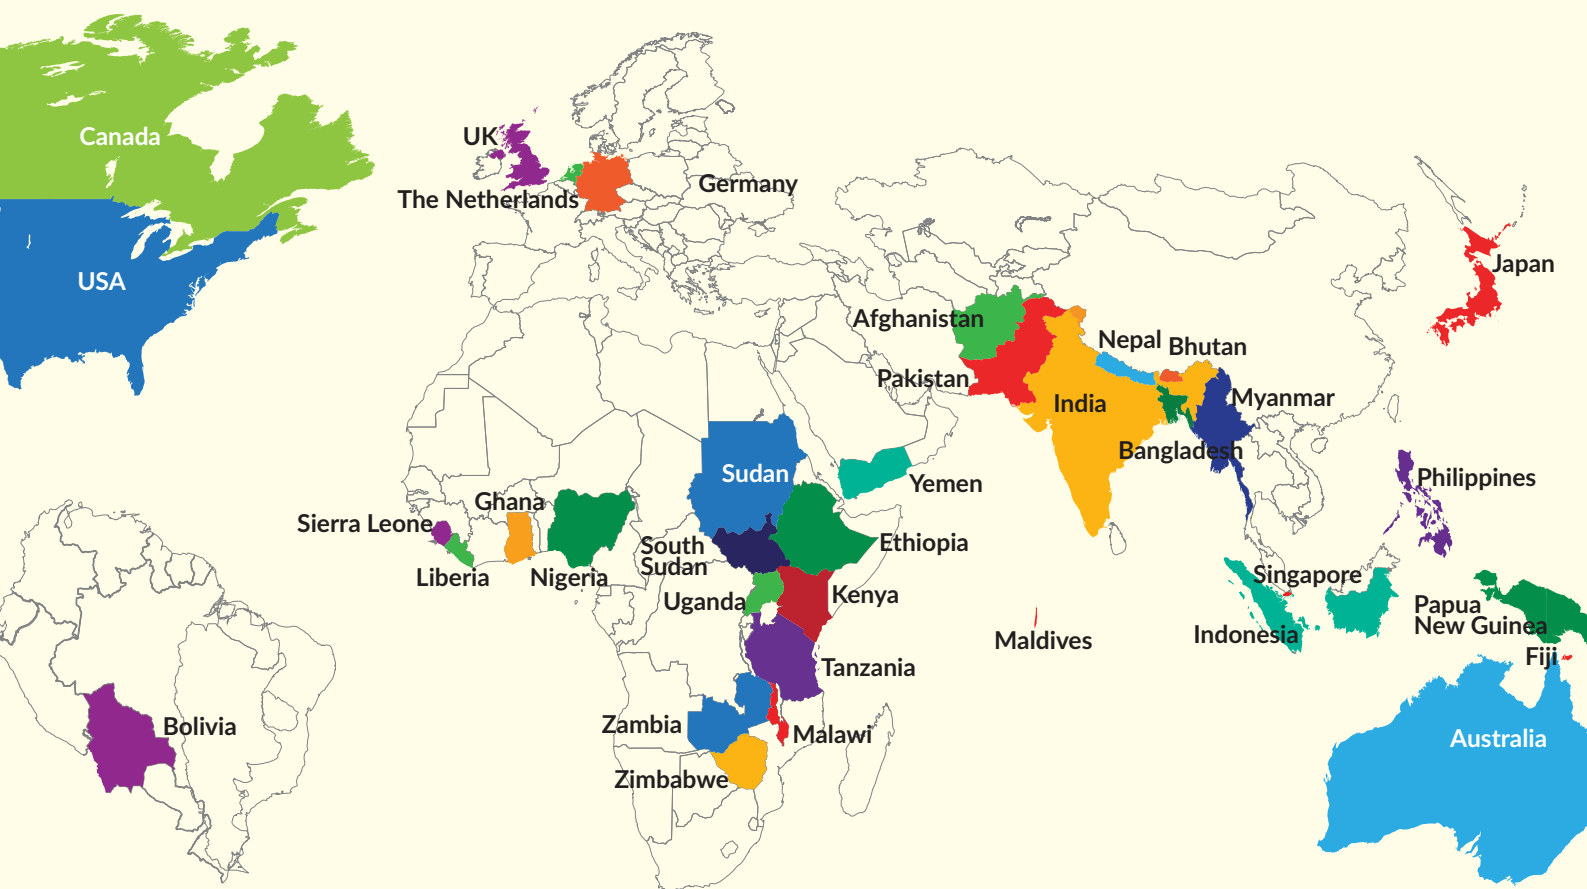 Canada
UK
The Netherlands
Germany
USA
Japan
Afghanistan
Nepal
Bhutan
Pakistan
India
Myanmar
Bangladesh
Sudan
Yemen
Philippines
Ghana
Sierra Leone
Liberia
Nigeria
South
Sudan
Ethiopia
Uganda
Kenya
Maldives
Singapore
Indonesia
Papua
New Guinea
Fiji
Tanzania
Bolivia
Zambia
Malawi
Zimbabwe
Australia